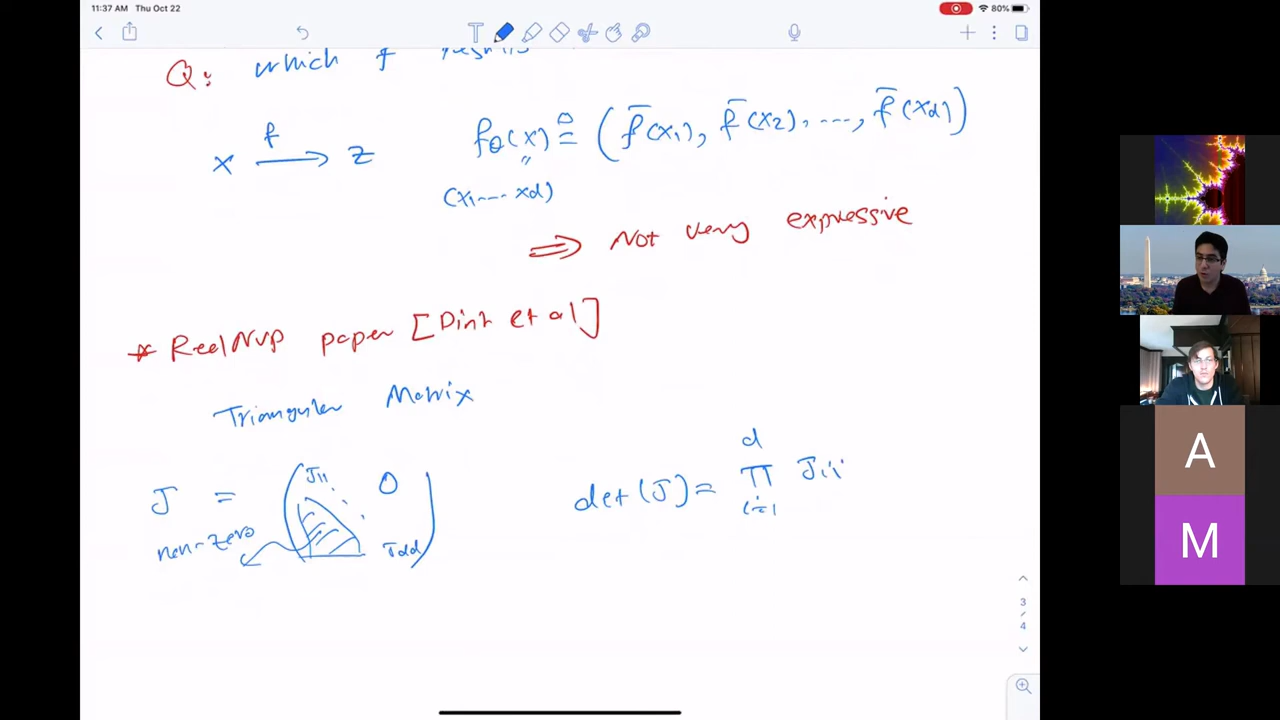 11:37 AM Thu Oct 22
80%
Q: which f
x f→ z
fθ(x) ≜ (f̄(x1), f̄(x2), ..., f̄(xd))
(x1 ... xd)
⇒ Not very expressive
* RealNVP paper [Dinh et al]
Triangular Matrix
J = ( J11 0 Jdd )
non-zero
det(J) = d ∏ i=1 Jii
3
/
4
A
M